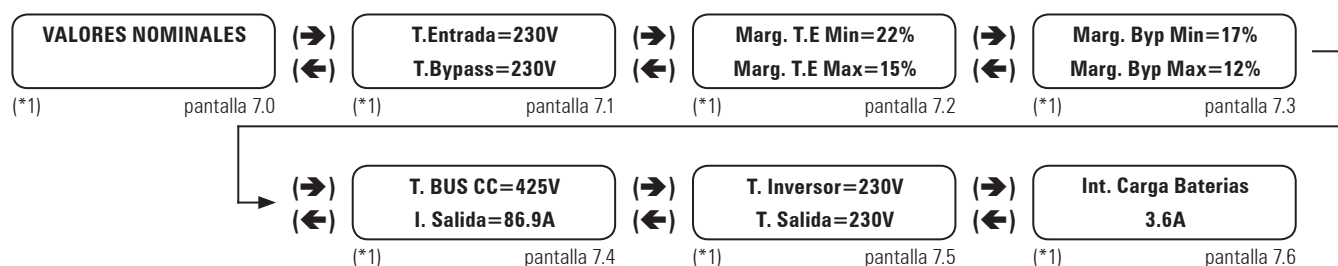 VALORES NOMINALES
(*1) pantalla 7.0
(➔)
(🡸)
T.Entrada=230V
T.Bypass=230V
(*1) pantalla 7.1
(➔)
(🡸)
Marg. T.E Min=22%
Marg. T.E Max=15%
(*1) pantalla 7.2
(➔)
(🡸)
Marg. Byp Min=17%
Marg. Byp Max=12%
(*1) pantalla 7.3
(➔)
(🡸)
T. BUS CC=425V
I. Salida=86.9A
(*1) pantalla 7.4
(➔)
(🡸)
T. Inversor=230V
T. Salida=230V
(*1) pantalla 7.5
(➔)
(🡸)
Int. Carga Baterias
3.6A
(*1) pantalla 7.6